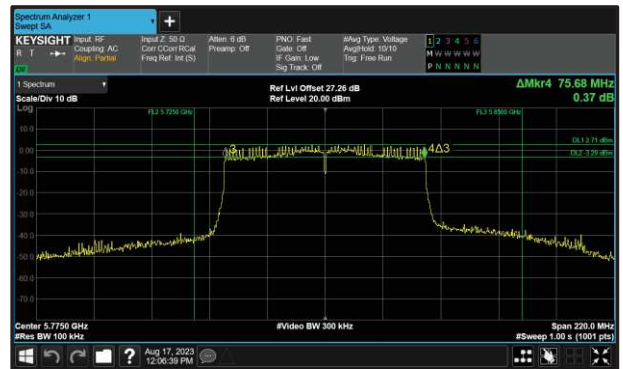 Spectrum Analyzer 1
Swept SA
+
KEYSIGHT Input: RF Input Z: 50 Ω Atten: 6 dB PNO: Fast #Avg Type: Voltage 1 2 3 4 5 6
R T Coupling: AC Corr CCorr RCal Preamp: Off Gate: Off Avg|Hold: 10/10 M W W W W W
Align: Partial Freq Ref: Int (S) IF Gain: Low Trig: Free Run
Sig Track: Off P N N N N N
1 Spectrum Ref Lvl Offset 27.26 dB ΔMkr4 75.68 MHz
Scale/Div 10 dB Ref Level 20.00 dBm 0.37 dB
Log FL2 5.7250 GHz FL3 5.8500 GHz
10.0
DL1 2.71 dBm
0.00 3 4Δ3 DL2 -3.29 dBm
-10.0
-20.0
-30.0
-40.0
-50.0
-60.0
-70.0
Center 5.7750 GHz #Video BW 300 kHz Span 220.0 MHz
#Res BW 100 kHz #Sweep 1.00 s (1001 pts)
? Aug 17, 2023
12:06:39 PM